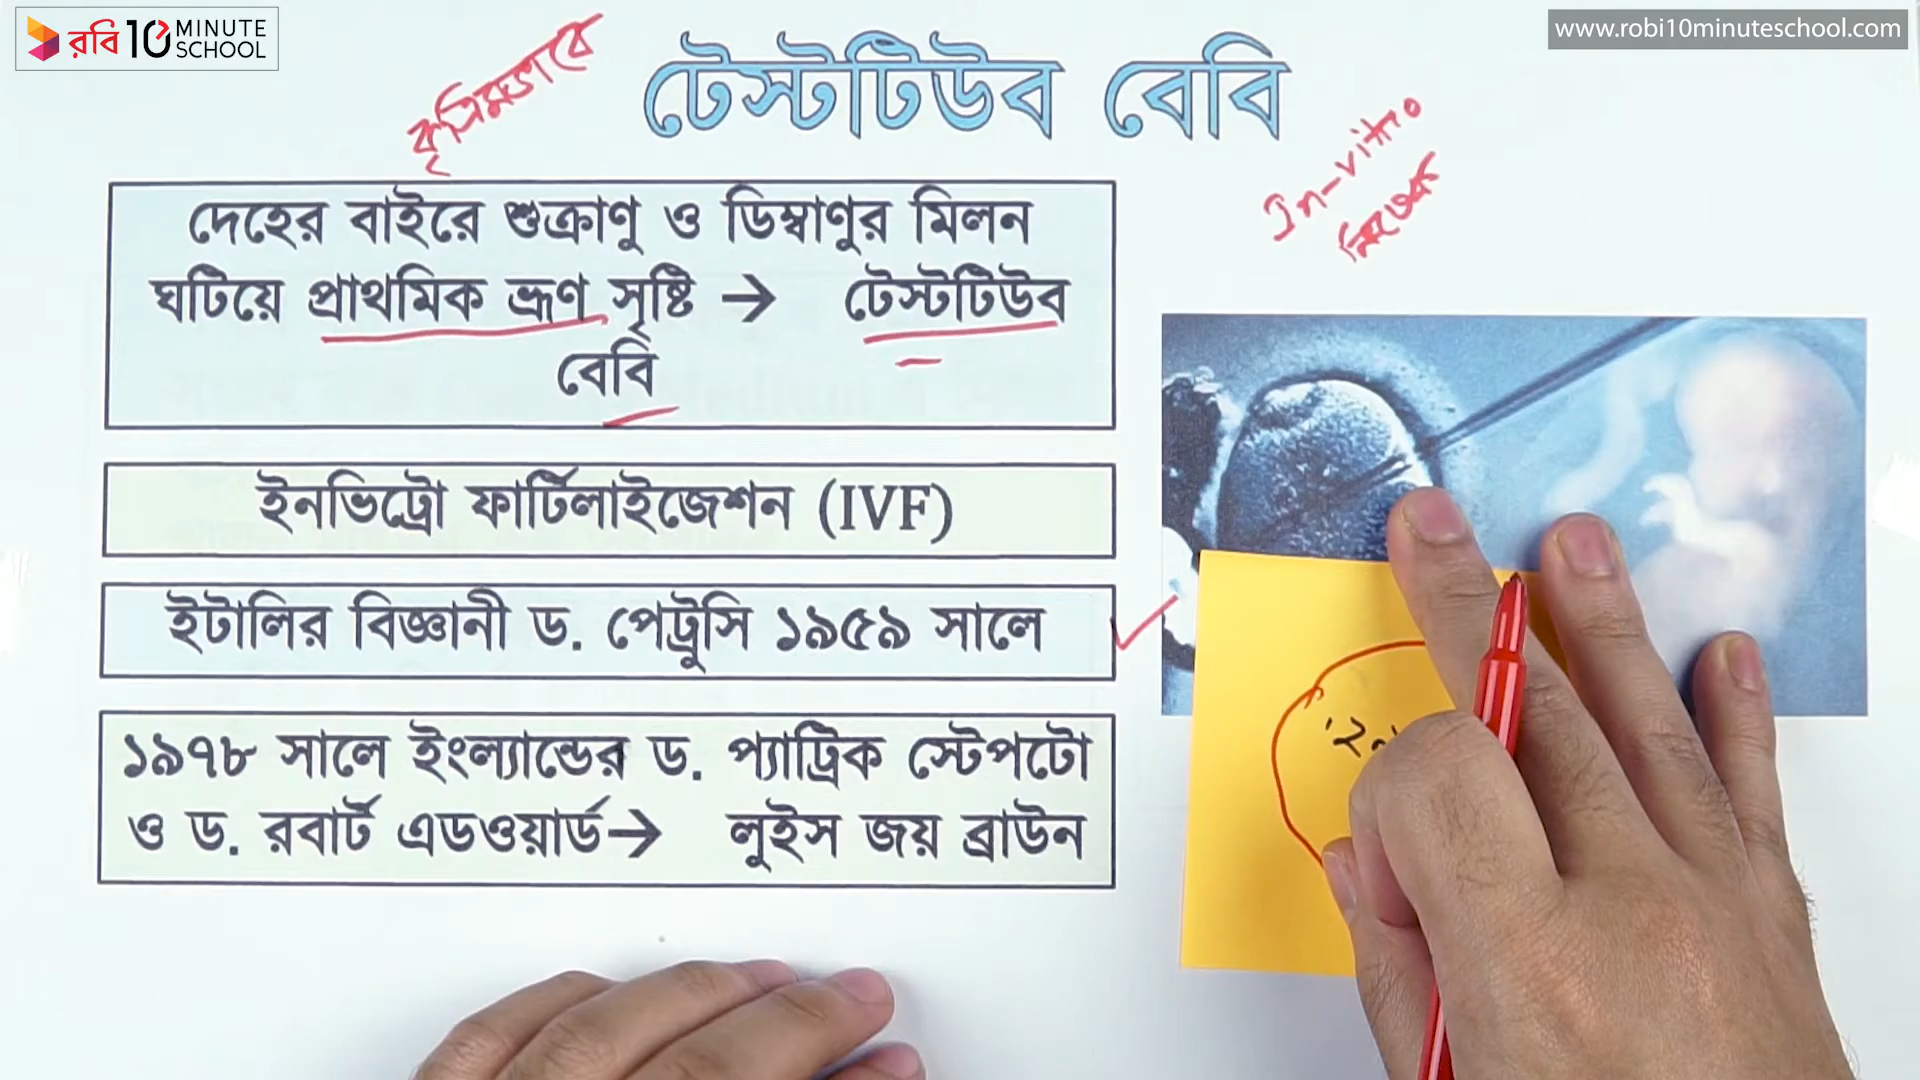 রবি 10 MINUTE SCHOOL
www.robi10minuteschool.com
কৃত্রিমভাবে
টেস্টটিউব বেবি
In-vitro
দেহের বাইরে শুক্রাণু ও ডিম্বাণুর মিলন
ঘটিয়ে প্রাথমিক ভ্রূণ সৃষ্টি → টেস্টটিউব
বেবি
ইনভিট্রো ফার্টিলাইজেশন (IVF)
ইটালির বিজ্ঞানী ড. পেট্রুসি ১৯৫৯ সালে
১৯৭৮ সালে ইংল্যান্ডের ড. প্যাট্রিক স্টেপটো
ও ড. রবার্ট এডওয়ার্ড→ লুইস জয় ব্রাউন